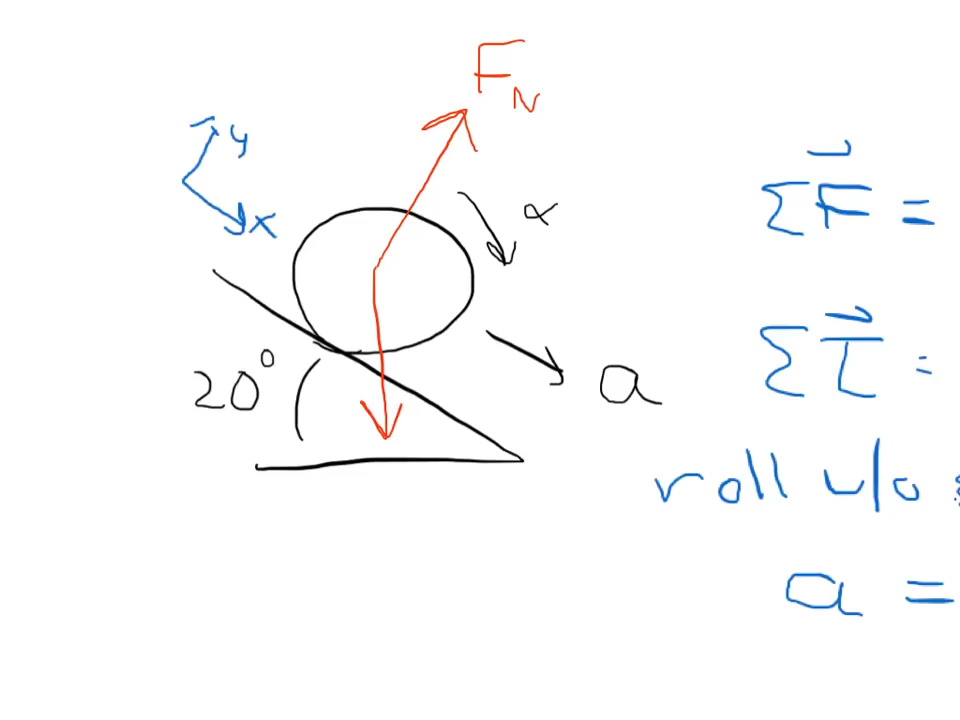 F_N
y
x
α
ΣF⃗ =
20°
a
Στ⃗ =
roll w/o
a =